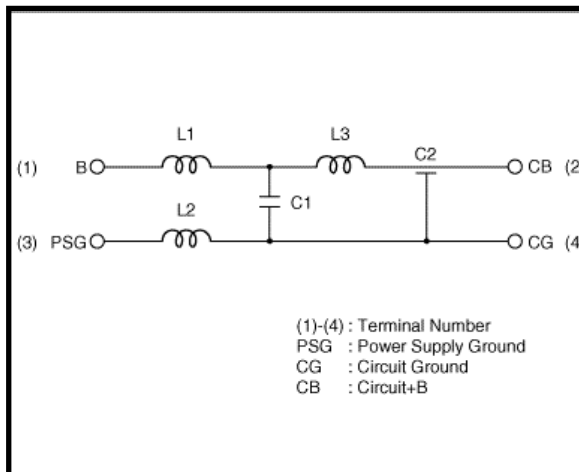 L1 L3
C2
(1) B CB (2
C1
L2
(3) PSG CG (4
(1)-(4) : Terminal Number
PSG : Power Supply Ground
CG : Circuit Ground
CB : Circuit+B